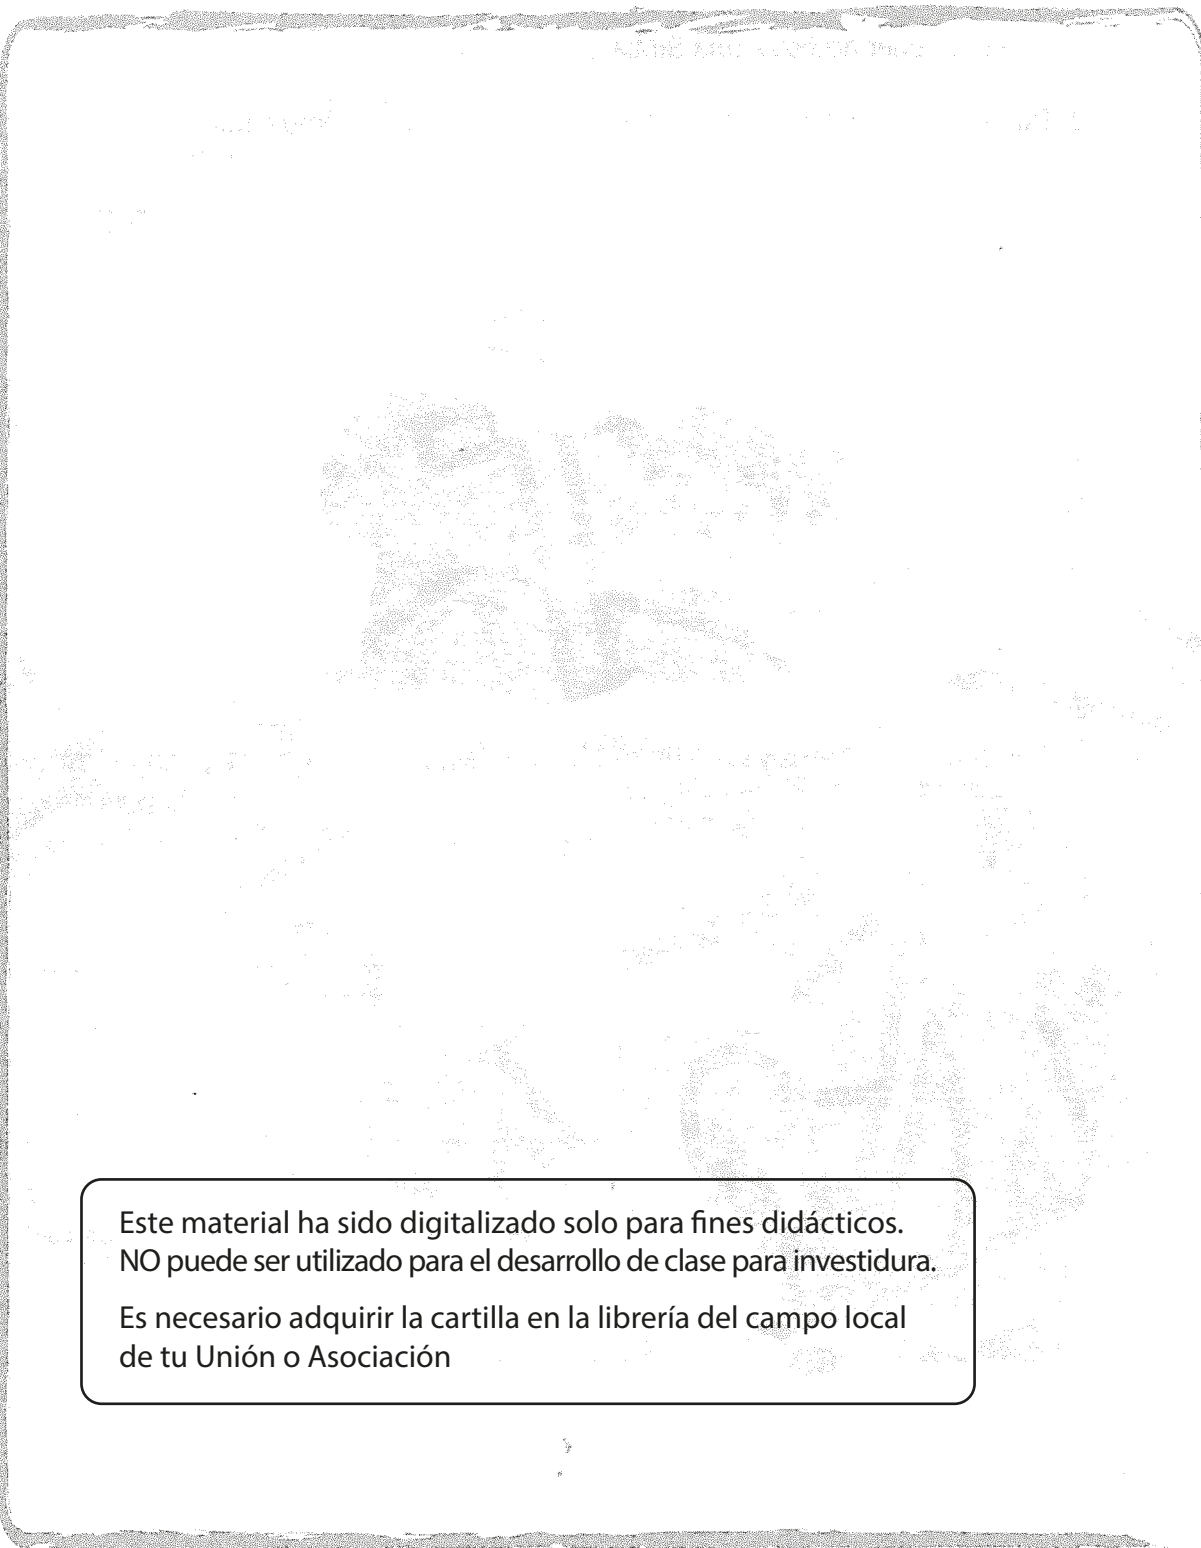 Este material ha sido digitalizado solo para fines didácticos.
NO puede ser utilizado para el desarrollo de clase para investidura.
Es necesario adquirir la cartilla en la librería del campo local
de tu Unión o Asociación